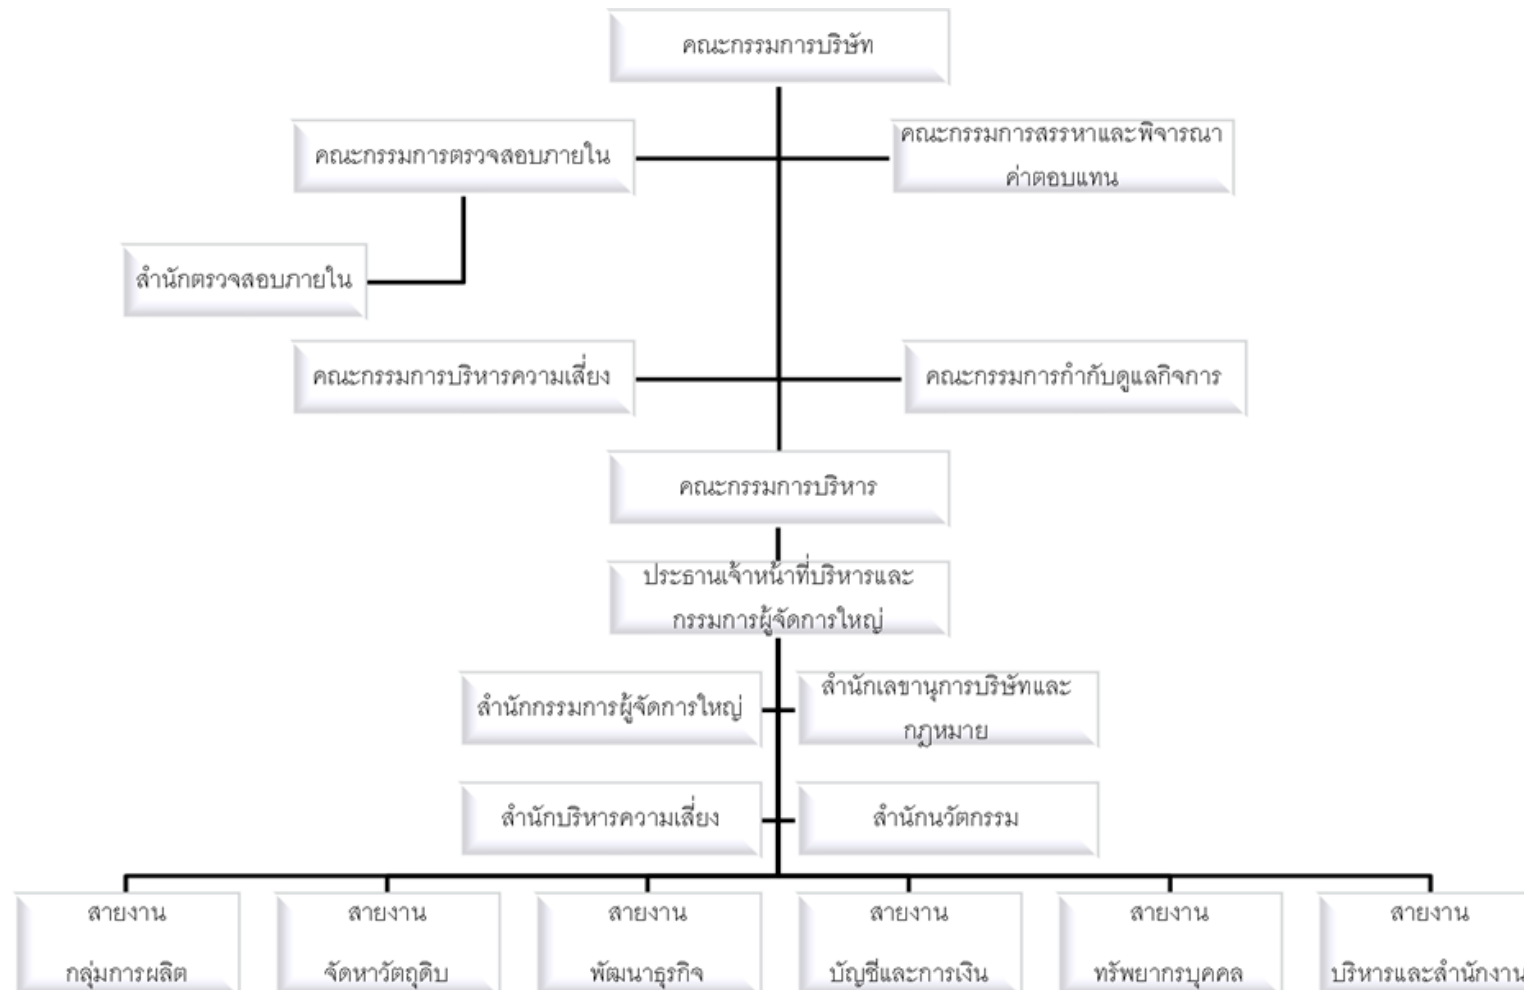 คณะกรรมการบริษัท
คณะกรรมการตรวจสอบภายใน
คณะกรรมการสรรหาและพิจารณา
ค่าตอบแทน
สำนักตรวจสอบภายใน
คณะกรรมการบริหารความเสี่ยง
คณะกรรมการกำกับดูแลกิจการ
คณะกรรมการบริหาร
ประธานเจ้าหน้าที่บริหารและ
กรรมการผู้จัดการใหญ่
สำนักกรรมการผู้จัดการใหญ่
สำนักเลขานุการบริษัทและ
กฎหมาย
สำนักบริหารความเสี่ยง
สำนักนวัตกรรม
สายงาน
กลุ่มการผลิต
สายงาน
จัดหาวัตถุดิบ
สายงาน
พัฒนาธุรกิจ
สายงาน
บัญชีและการเงิน
สายงาน
ทรัพยากรบุคคล
สายงาน
บริหารและสำนักงาน